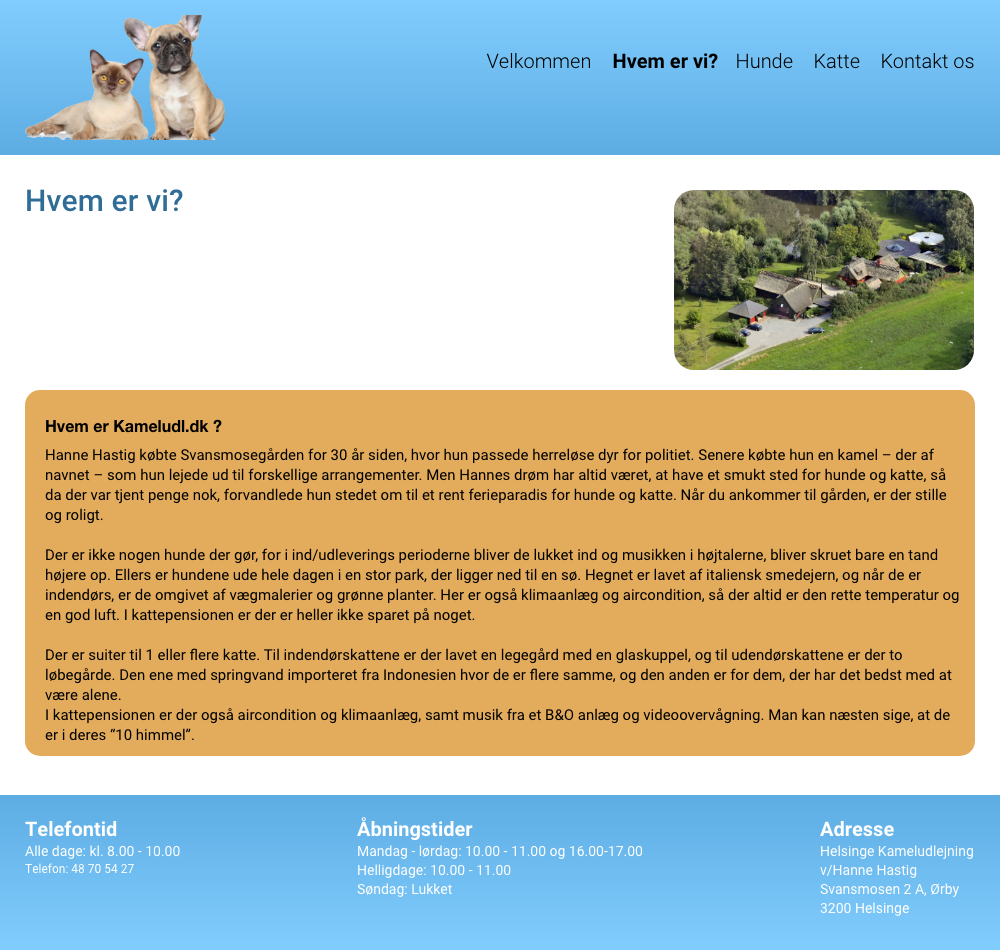 Velkommen Hvem er vi? Hunde Katte Kontakt os
Hvem er vi?
Hvem er Kameludl.dk ?
Hanne Hastig købte Svansmosegården for 30 år siden, hvor hun passede herreløse dyr for politiet. Senere købte hun en kamel – der af
navnet – som hun lejede ud til forskellige arrangementer. Men Hannes drøm har altid været, at have et smukt sted for hunde og katte, så
da der var tjent penge nok, forvandlede hun stedet om til et rent ferieparadis for hunde og katte. Når du ankommer til gården, er der stille
og roligt.
Der er ikke nogen hunde der gør, for i ind/udleverings perioderne bliver de lukket ind og musikken i højtalerne, bliver skruet bare en tand
højere op. Ellers er hundene ude hele dagen i en stor park, der ligger ned til en sø. Hegnet er lavet af italiensk smedejern, og når de er
indendørs, er de omgivet af vægmalerier og grønne planter. Her er også klimaanlæg og aircondition, så der altid er den rette temperatur og
en god luft. I kattepensionen er der er heller ikke sparet på noget.
Der er suiter til 1 eller flere katte. Til indendørskattene er der lavet en legegård med en glaskuppel, og til udendørskattene er der to
løbegårde. Den ene med springvand importeret fra Indonesien hvor de er flere samme, og den anden er for dem, der har det bedst med at
være alene.
I kattepensionen er der også aircondition og klimaanlæg, samt musik fra et B&O anlæg og videoovervågning. Man kan næsten sige, at de
er i deres “10 himmel”.
Telefontid
Alle dage: kl. 8.00 - 10.00
Telefon: 48 70 54 27
Åbningstider
Mandag - lørdag: 10.00 - 11.00 og 16.00-17.00
Helligdage: 10.00 - 11.00
Søndag: Lukket
Adresse
Helsinge Kameludlejning
v/Hanne Hastig
Svansmosen 2 A, Ørby
3200 Helsinge